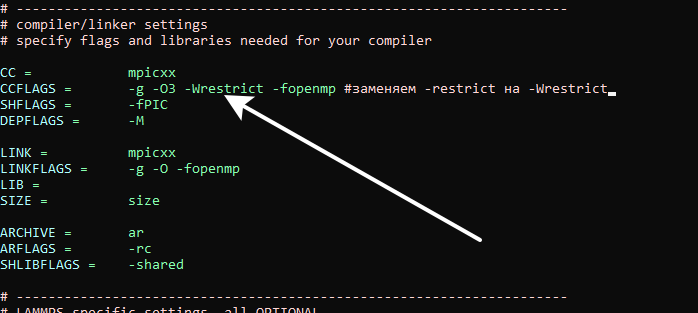 # --------------------------------------------------------------------
# compiler/linker settings
# specify flags and libraries needed for your compiler
CC = mpicxx
CCFLAGS = -g -O3 -Wrestrict -fopenmp #заменяем -restrict на -Wrestrict
SHFLAGS = -fPIC
DEPFLAGS = -M
LINK = mpicxx
LINKFLAGS = -g -O -fopenmp
LIB =
SIZE = size
ARCHIVE = ar
ARFLAGS = -rc
SHLIBFLAGS = -shared
# --------------------------------------------------------------------
# LAMMPS-specific settings, all OPTIONAL